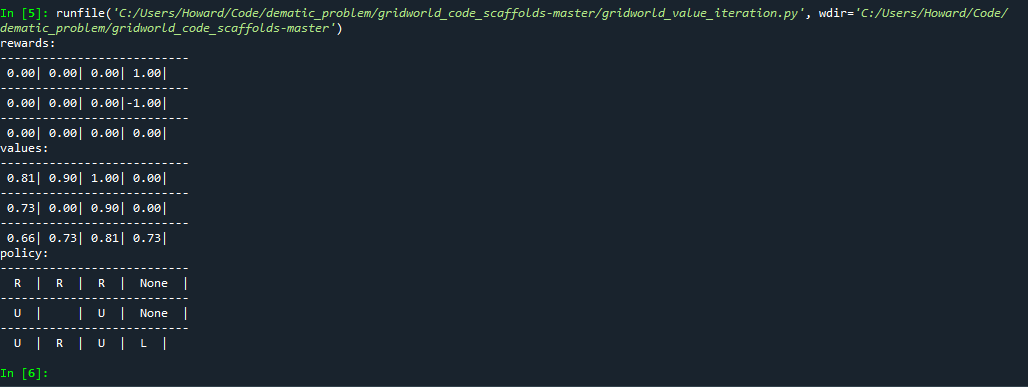 In [5]: runfile('C:/Users/Howard/Code/dematic_problem/gridworld_code_scaffolds-master/gridworld_value_iteration.py', wdir='C:/Users/Howard/Code/
dematic_problem/gridworld_code_scaffolds-master')
rewards:
---------------------------
 0.00| 0.00| 0.00| 1.00|
---------------------------
 0.00| 0.00| 0.00|-1.00|
---------------------------
 0.00| 0.00| 0.00| 0.00|
values:
---------------------------
 0.81| 0.90| 1.00| 0.00|
---------------------------
 0.73| 0.00| 0.90| 0.00|
---------------------------
 0.66| 0.73| 0.81| 0.73|
policy:
---------------------------
  R  |  R  |  R  |  None  |
---------------------------
  U  |     |  U  |  None  |
---------------------------
  U  |  R  |  U  |  L  |
In [6]: